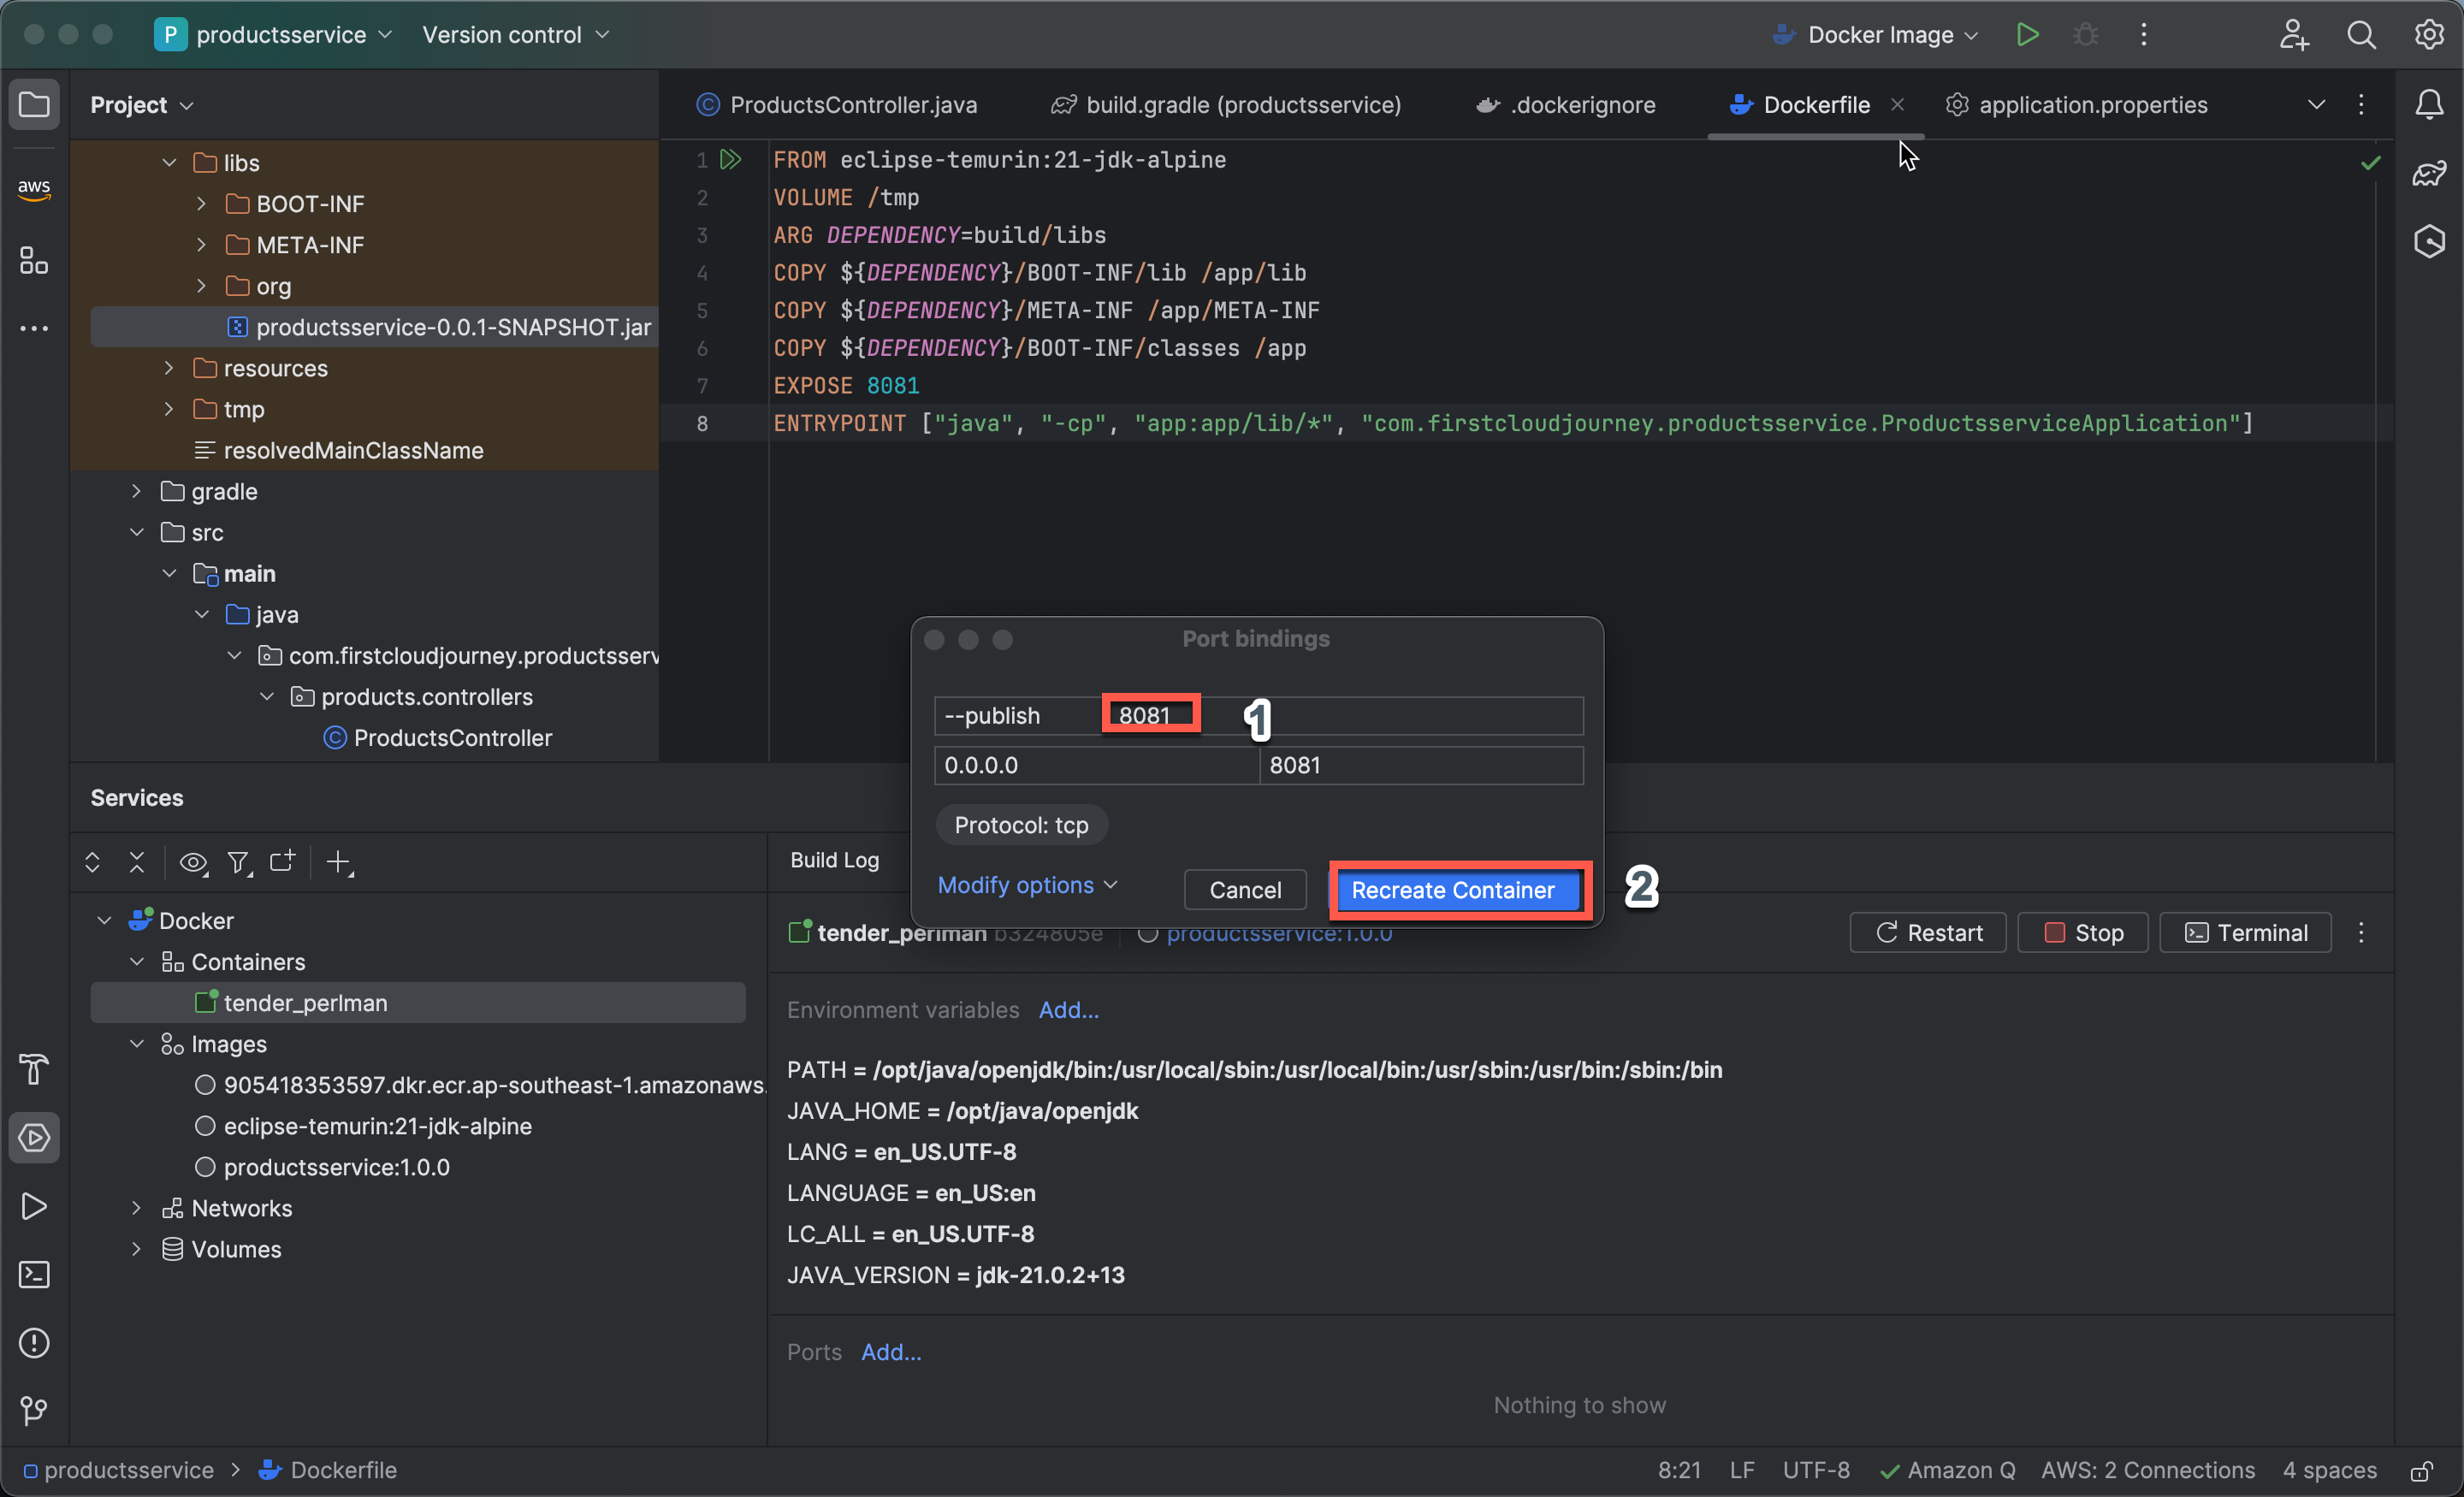 P productsservice
Version control
Docker Image
Project
ProductsController.java
build.gradle (productsservice)
.dockerignore
Dockerfile
application.properties
aws
libs
BOOT-INF
META-INF
org
productsservice-0.0.1-SNAPSHOT.jar
resources
tmp
resolvedMainClassName
gradle
src
main
java
com.firstcloudjourney.productsserv
products.controllers
ProductsController
1 FROM eclipse-temurin:21-jdk-alpine
2 VOLUME /tmp
3 ARG DEPENDENCY=build/libs
4 COPY ${DEPENDENCY}/BOOT-INF/lib /app/lib
5 COPY ${DEPENDENCY}/META-INF /app/META-INF
6 COPY ${DEPENDENCY}/BOOT-INF/classes /app
7 EXPOSE 8081
8 ENTRYPOINT ["java", "-cp", "app:app/lib/*", "com.firstcloudjourney.productsservice.ProductsserviceApplication"]
Port bindings
--publish 8081 1
0.0.0.0 8081
Protocol: tcp
Modify options
Cancel
Recreate Container 2
Services
Docker
Containers
tender_perlman
Images
905418353597.dkr.ecr.ap-southeast-1.amazonaws.
eclipse-temurin:21-jdk-alpine
productsservice:1.0.0
Networks
Volumes
Build Log
tender_perlman b324805e productsservice:1.0.0
Restart
Stop
Terminal
Environment variables Add...
PATH = /opt/java/openjdk/bin:/usr/local/sbin:/usr/local/bin:/usr/sbin:/usr/bin:/sbin:/bin
JAVA_HOME = /opt/java/openjdk
LANG = en_US.UTF-8
LANGUAGE = en_US:en
LC_ALL = en_US.UTF-8
JAVA_VERSION = jdk-21.0.2+13
Ports Add...
Nothing to show
productsservice > Dockerfile
8:21 LF UTF-8 Amazon Q AWS: 2 Connections 4 spaces